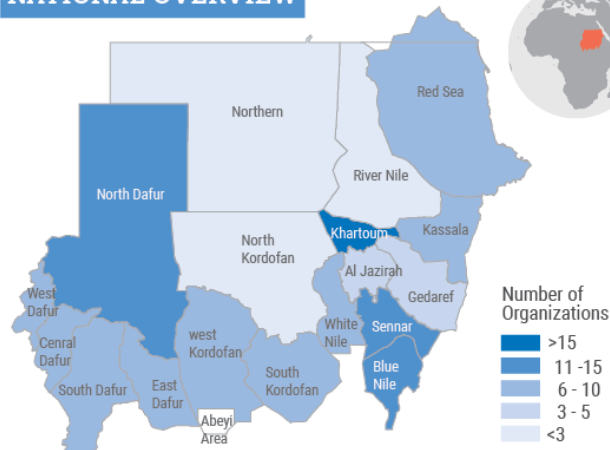 NATIONAL OVERVIEW
Red Sea
Northern
River Nile
North Dafur
Khartoum
Kassala
North
Kordofan
Al Jazirah
Gedaref
West
Dafur
White
Nile
Sennar
Cenral
Dafur
west
Kordofan
Blue
Nile
South Dafur
East
Dafur
South
Kordofan
Abeyi
Area
Number of
Organizations
>15
11 -15
6 - 10
3 - 5
<3